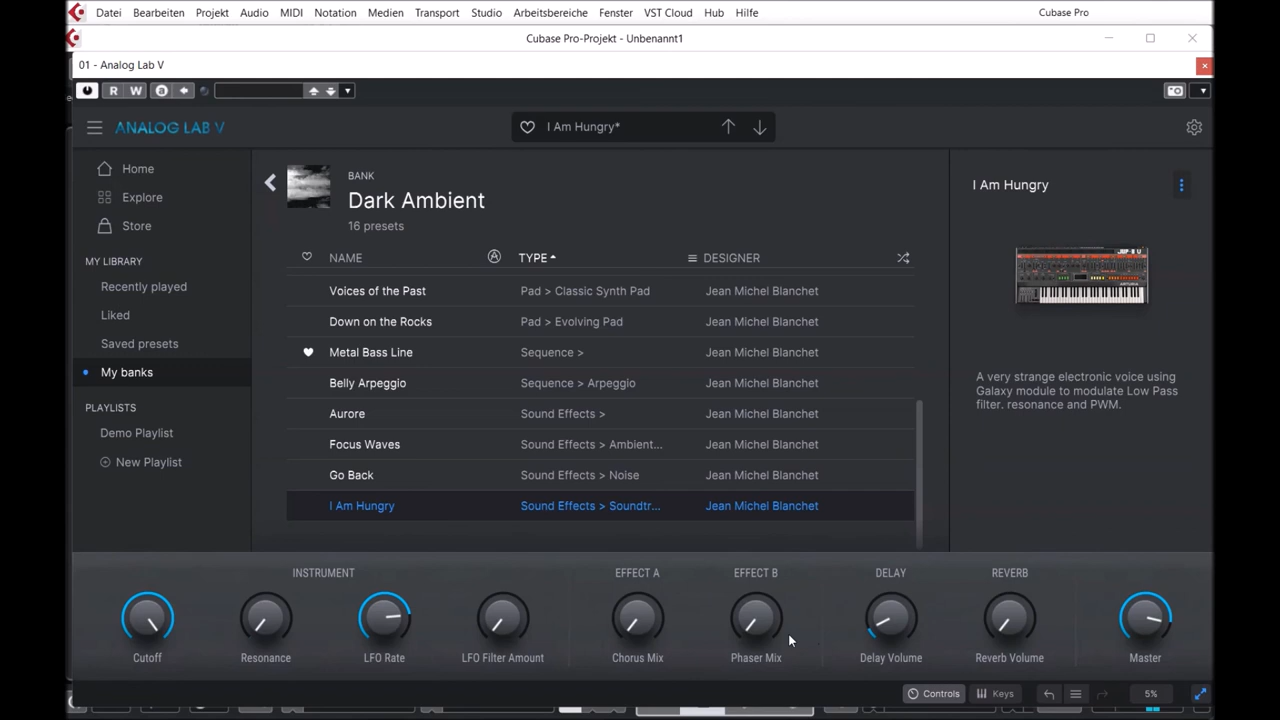 Datei Bearbeiten Projekt Audio MIDI Notation Medien Transport Studio Arbeitsbereiche Fenster VST Cloud Hub Hilfe Cubase Pro
Cubase Pro-Projekt - Unbenannt1
01 - Analog Lab V
R W a
ANALOG LAB V
I Am Hungry*
Home
Explore
Store
MY LIBRARY
Recently played
Liked
Saved presets
My banks
PLAYLISTS
Demo Playlist
New Playlist
BANK
Dark Ambient
16 presets
NAME TYPE DESIGNER
Voices of the Past Pad > Classic Synth Pad Jean Michel Blanchet
Down on the Rocks Pad > Evolving Pad Jean Michel Blanchet
Metal Bass Line Sequence > Jean Michel Blanchet
Belly Arpeggio Sequence > Arpeggio Jean Michel Blanchet
Aurore Sound Effects > Jean Michel Blanchet
Focus Waves Sound Effects > Ambient... Jean Michel Blanchet
Go Back Sound Effects > Noise Jean Michel Blanchet
I Am Hungry Sound Effects > Soundtr... Jean Michel Blanchet
I Am Hungry
JUP-8 V
ARTURIA
A very strange electronic voice using
Galaxy module to modulate Low Pass
filter. resonance and PWM.
INSTRUMENT EFFECT A EFFECT B DELAY REVERB
Cutoff Resonance LFO Rate LFO Filter Amount Chorus Mix Phaser Mix Delay Volume Reverb Volume Master
Controls Keys 5%